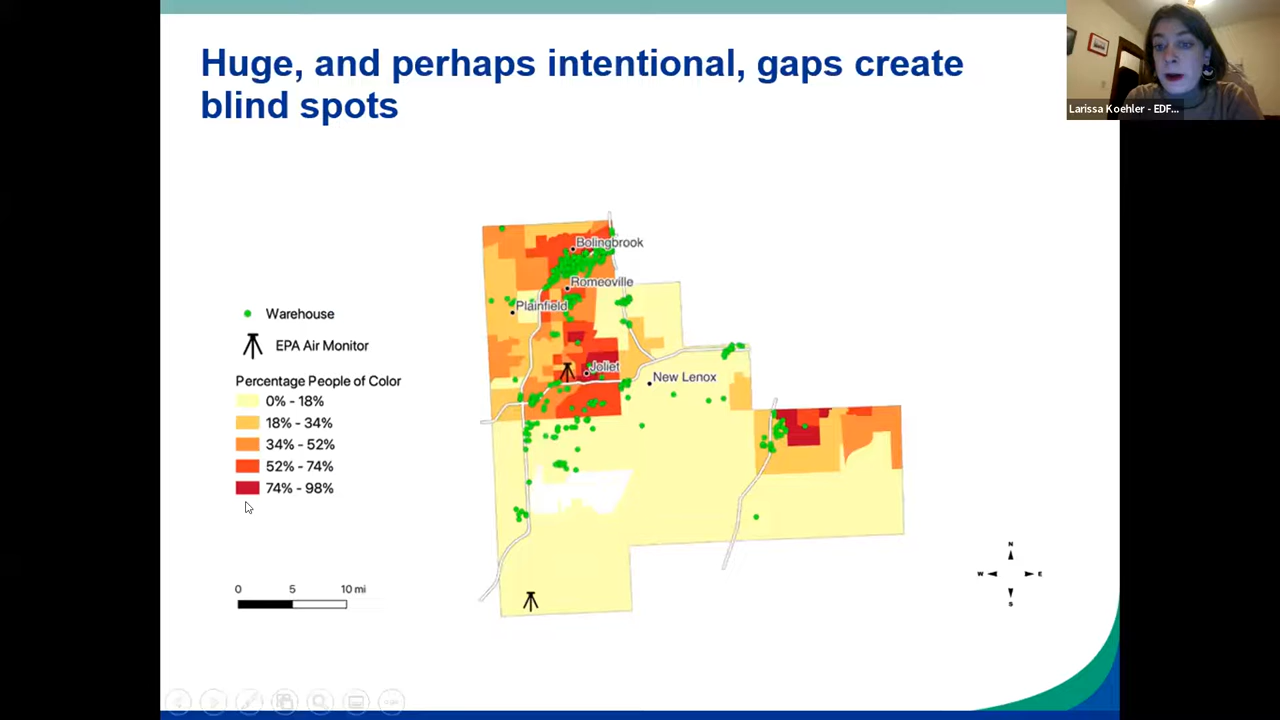 Huge, and perhaps intentional, gaps create
blind spots
Larissa Koehler - EDF...
Bolingbrook
Romeoville
Plainfield
Joliet
New Lenox
Warehouse
EPA Air Monitor
Percentage People of Color
0% - 18%
18% - 34%
34% - 52%
52% - 74%
74% - 98%
0 5 10 mi
N
W E
S